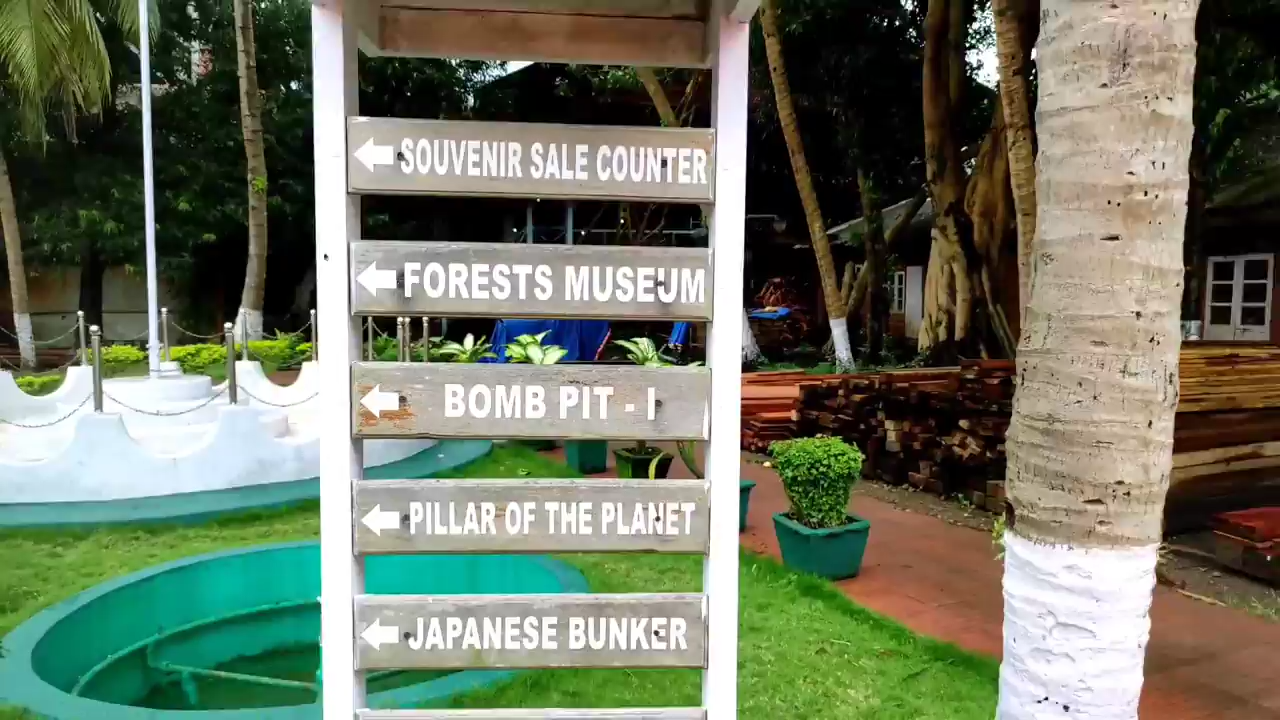 SOUVENIR SALE COUNTER
FORESTS MUSEUM
BOMB PIT - I
PILLAR OF THE PLANET
JAPANESE BUNKER